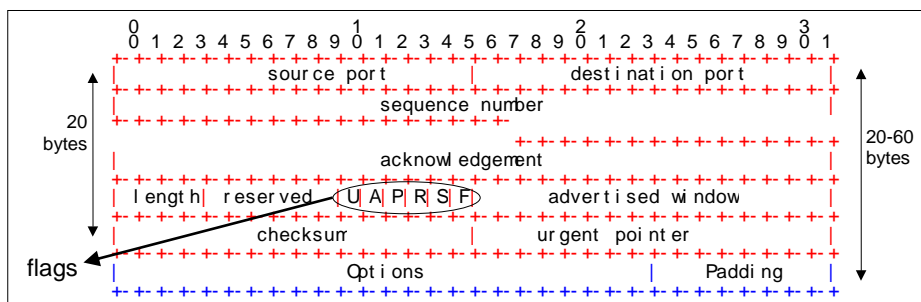 0 1 2 3
0 1 2 3 4 5 6 7 8 9 0 1 2 3 4 5 6 7 8 9 0 1 2 3 4 5 6 7 8 9 0 1
+-+-+-+-+-+-+-+-+-+-+-+-+-+-+-+-+-+-+-+-+-+-+-+-+-+-+-+-+-+-+-+-+
| source port | destination port |
+-+-+-+-+-+-+-+-+-+-+-+-+-+-+-+-+-+-+-+-+-+-+-+-+-+-+-+-+-+-+-+-+
| sequence number |
20 bytes
+-+-+-+-+-+-+-+-+-+-+-+-+-+-+-+-+-+-
+-+-+-+-+-+-+-+-+-+-+-+-+-+-+
20-60 bytes
| acknowledgement |
+-+-+-+-+-+-+-+-+-+-+-+-+-+-+-+-+-+-+-+-+-+-+-+-+-+-+-+-+-+-+-+-+
| length| reserved |U|A|P|R|S|F| advertised window |
+-+-+-+-+-+-+-+-+-+-+-+-+-+-+-+-+-+-+-+-+-+-+-+-+-+-+-+-+-+-+-+-+
| checksum | urgent pointer |
+-+-+-+-+-+-+-+-+-+-+-+-+-+-+-+-+-+-+-+-+-+-+-+-+-+-+-+-+-+-+-+-+
flags
| Options | Padding |
+-+-+-+-+-+-+-+-+-+-+-+-+-+-+-+-+-+-+-+-+-+-+-+-+-+-+-+-+-+-+-+-+